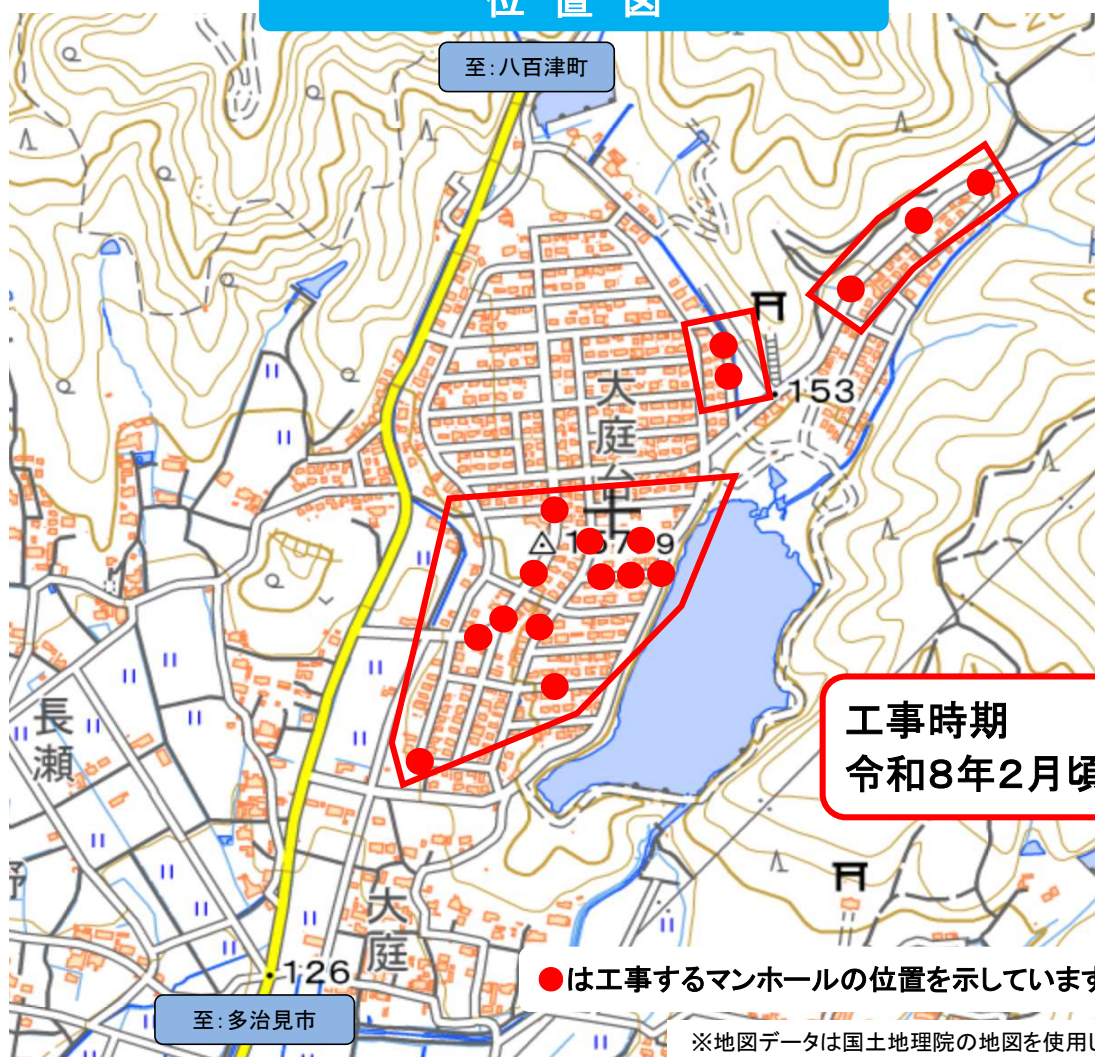 位置図
至:八百津町
153
大庭台
157 9
長瀬
工事時期
令和8年2月頃
野
大庭
126
●は工事するマンホールの位置を示しています
至:多治見市
※地図データは国土地理院の地図を使用し